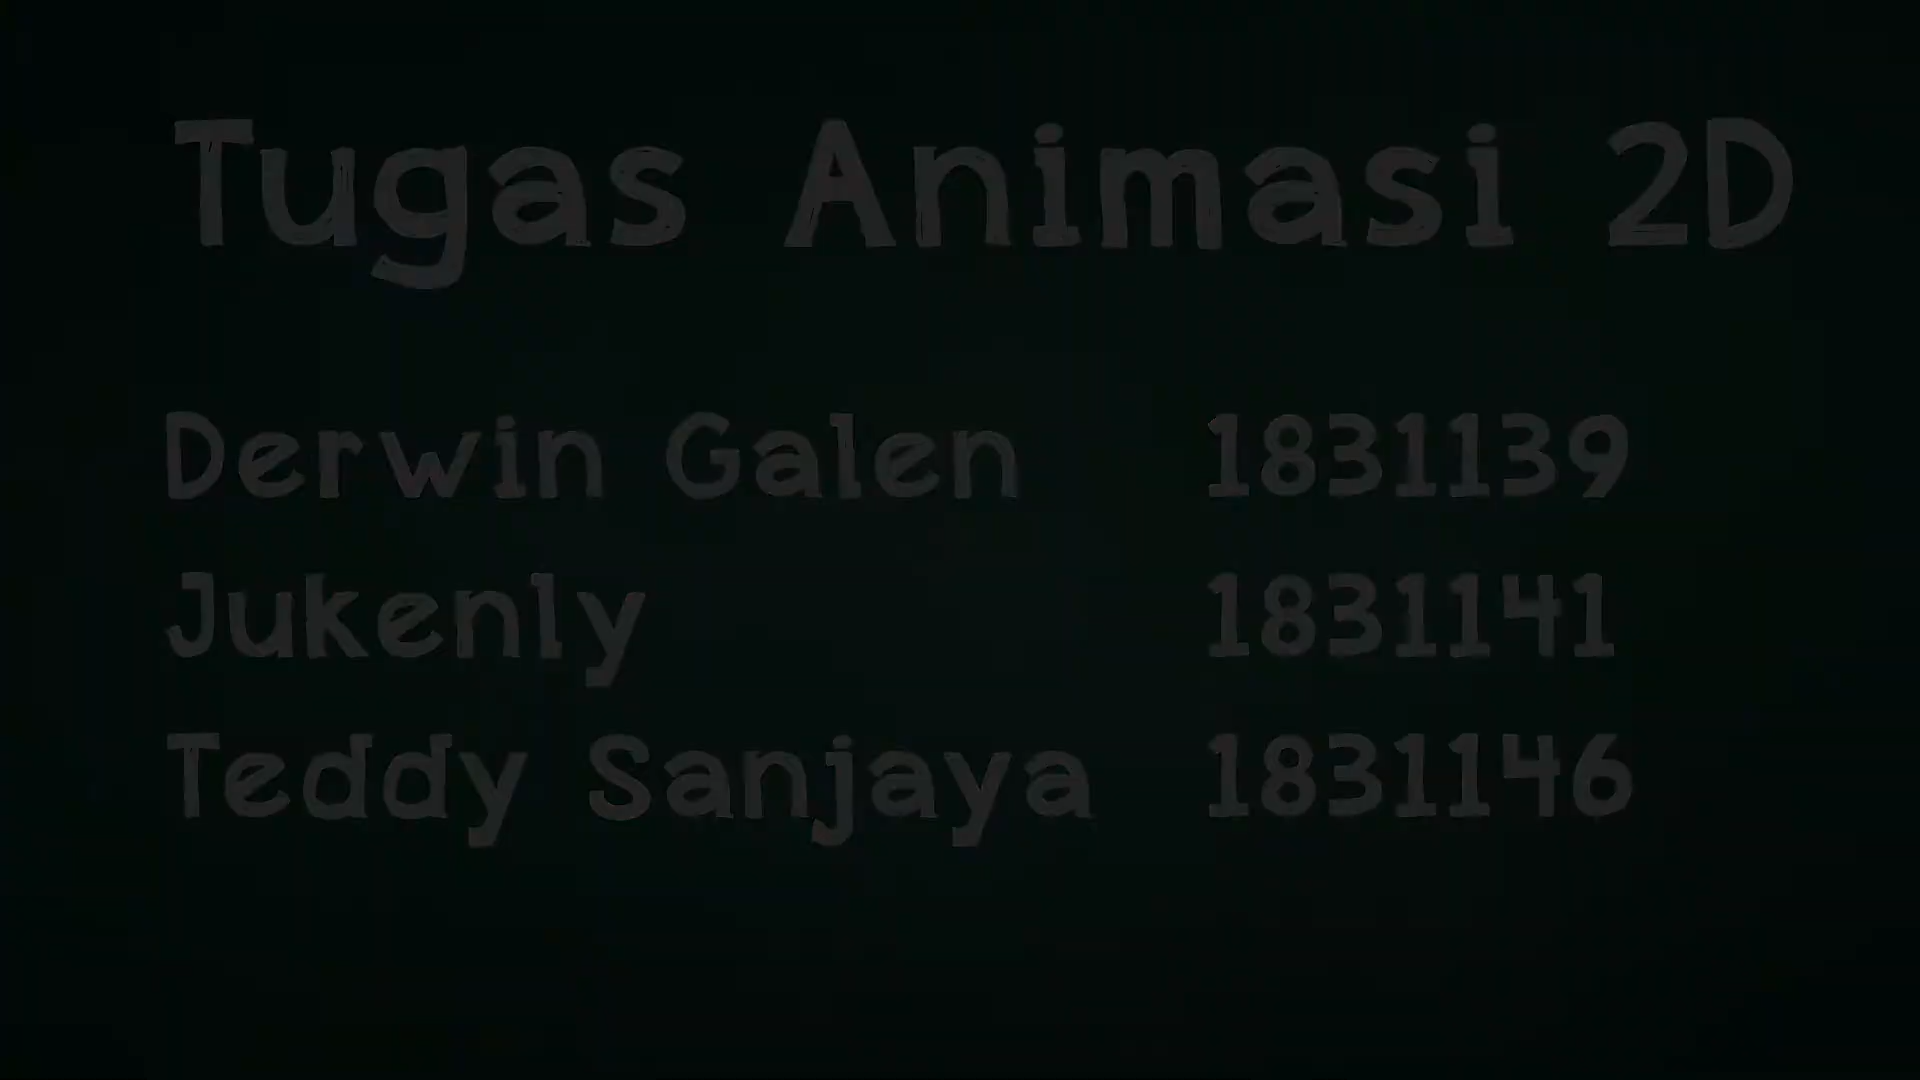 Tugas Animasi 2D
Derwin Galen 1831139
Jukenly 1831141
Teddy Sanjaya 1831146